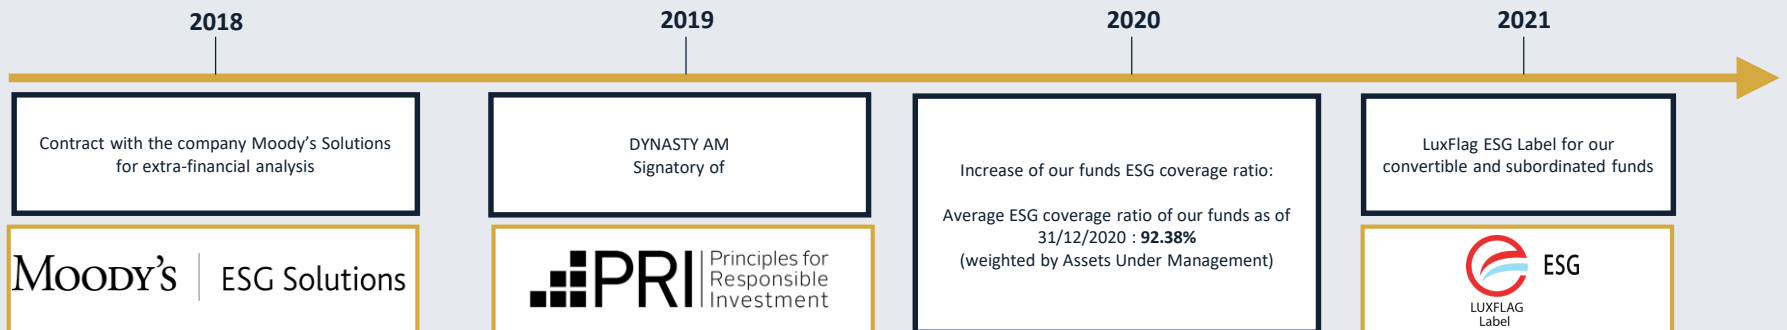 2018
2019
2020
2021
Contract with the company Moody's Solutions
for extra-financial analysis
MOODY'S
ESG Solutions
DYNASTY AM
Signatory of
PRI
Principles for
Responsible
Investment
Increase of our funds ESG coverage ratio:
Average ESG coverage ratio of our funds as of
31/12/2020 : 92.38%
(weighted by Assets Under Management)
LuxFlag ESG Label for our
convertible and subordinated funds
ESG
LUXFLAG
Label